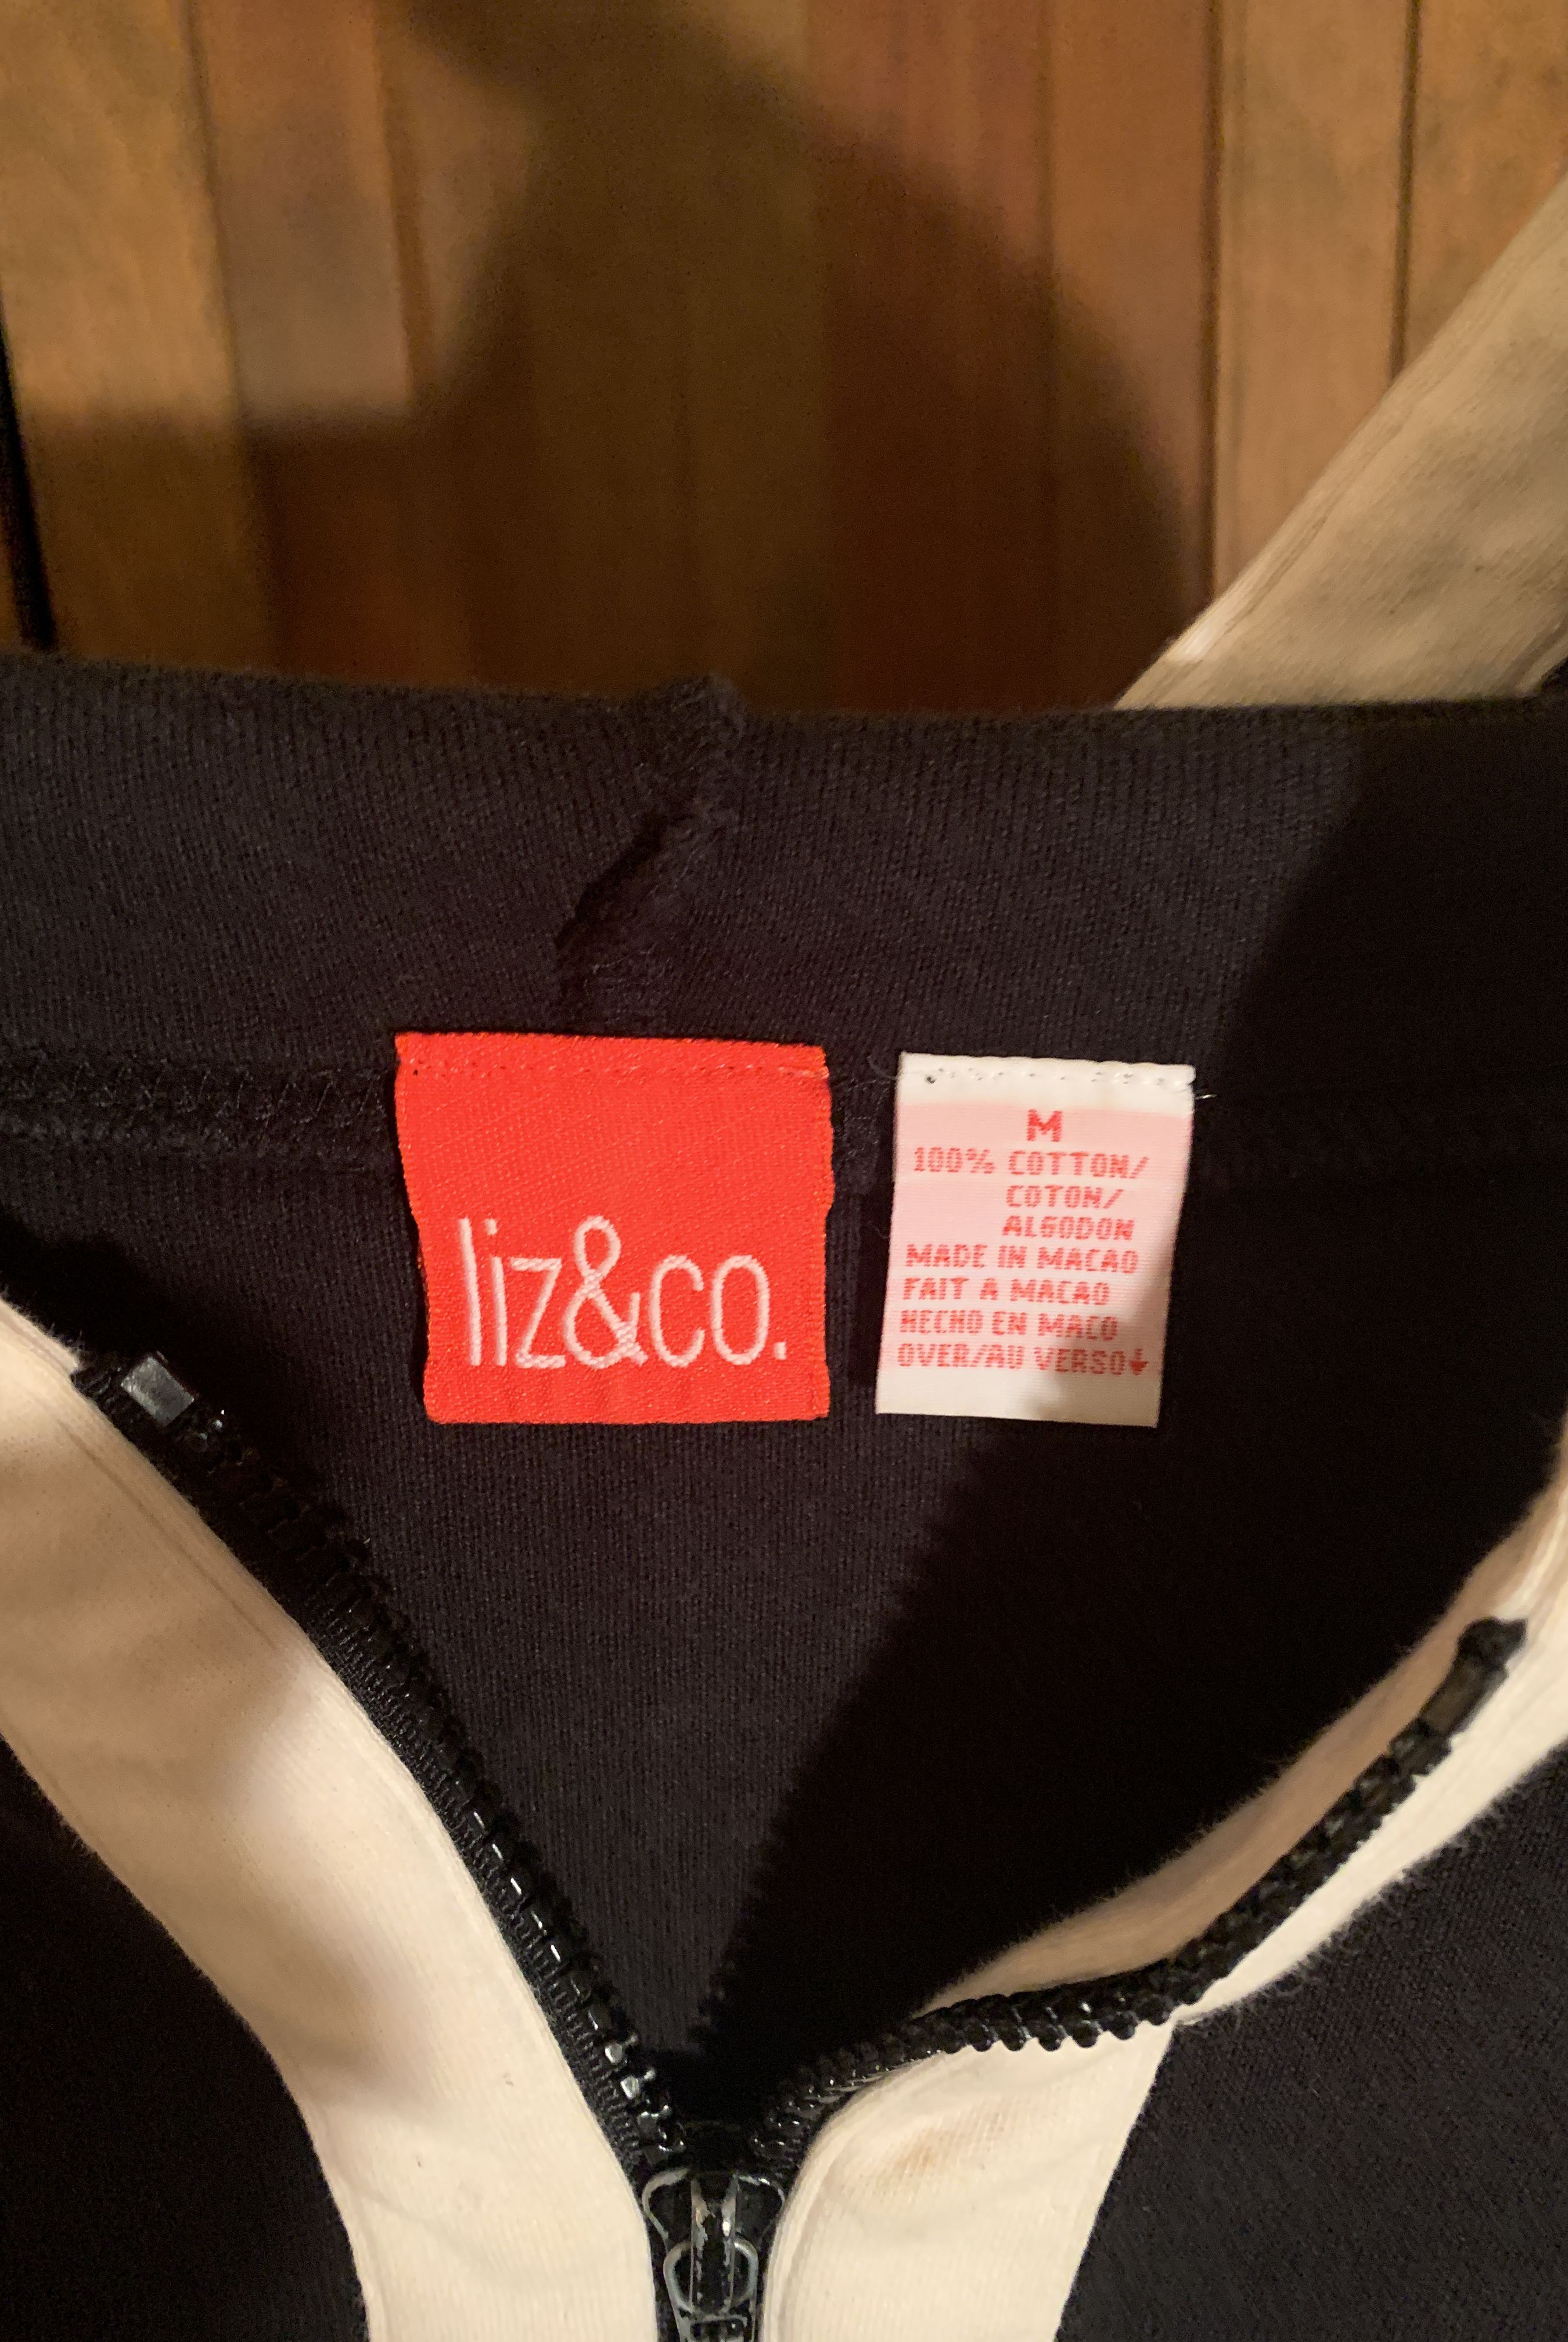 liz&co.
M
100% COTTON/
COTON/
ALGODON
MADE IN MACAO
FAIT A MACAO
HECHO EN MACO
OVER/AU VERSO↓